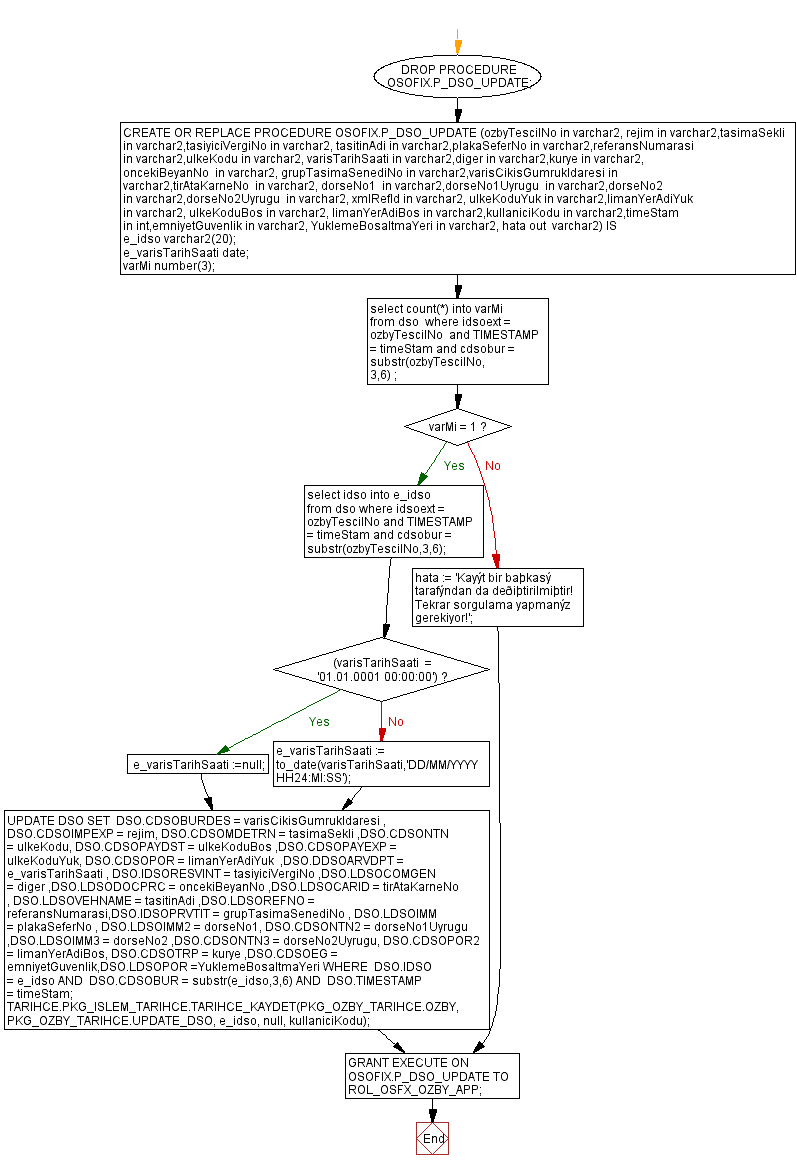 DROP PROCEDURE
OSOFIX.P_DSO_UPDATE;
CREATE OR REPLACE PROCEDURE OSOFIX.P_DSO_UPDATE (ozbyTescilNo in varchar2, rejim in varchar2,tasimaSekli
in varchar2,tasiyiciVergiNo in varchar2, tasitinAdi in varchar2,plakaSeferNo in varchar2,referansNumarasi
in varchar2,ulkeKodu in varchar2, varisTarihSaati in varchar2,diger in varchar2,kurye in varchar2,
oncekiBeyanNo in varchar2, grupTasimaSenediNo in varchar2,varisCikisGumrukIdaresi in
varchar2,tirAtaKarneNo in varchar2, dorseNo1 in varchar2,dorseNo1Uyrugu in varchar2,dorseNo2
in varchar2,dorseNo2Uyrugu in varchar2, xmlRefId in varchar2, ulkeKoduYuk in varchar2,limanYerAdiYuk
in varchar2, ulkeKoduBos in varchar2, limanYerAdiBos in varchar2,kullaniciKodu in varchar2,timeStam
in int,emniyetGuvenlik in varchar2, YuklemeBosaltmaYeri in varchar2, hata out varchar2) IS
e_idso varchar2(20);
e_varisTarihSaati date;
varMi number(3);
select count(*) into varMi
from dso where idsoext =
ozbyTescilNo and TIMESTAMP
= timeStam and cdsobur =
substr(ozbyTescilNo,
3,6) ;
varMi = 1 ?
Yes
No
select idso into e_idso
from dso where idsoext =
ozbyTescilNo and TIMESTAMP
= timeStam and cdsobur =
substr(ozbyTescilNo,3,6);
hata := 'Kayýt bir baþkasý
tarafýndan da deðiþtirilmiþtir!
Tekrar sorgulama yapmanýz
gerekiyor!';
(varisTarihSaati =
'01.01.0001 00:00:00') ?
Yes
No
e_varisTarihSaati :=null;
e_varisTarihSaati :=
to_date(varisTarihSaati,'DD/MM/YYYY
HH24:MI:SS');
UPDATE DSO SET DSO.CDSOBURDES = varisCikisGumrukIdaresi ,
DSO.CDSOIMPEXP = rejim, DSO.CDSOMDETRN = tasimaSekli ,DSO.CDSONTN
= ulkeKodu, DSO.CDSOPAYDST = ulkeKoduBos ,DSO.CDSOPAYEXP =
ulkeKoduYuk, DSO.CDSOPOR = limanYerAdiYuk ,DSO.DDSOARVDPT =
e_varisTarihSaati , DSO.IDSORESVINT = tasiyiciVergiNo ,DSO.LDSOCOMGEN
= diger ,DSO.LDSODOCPRC = oncekiBeyanNo ,DSO.LDSOCARID = tirAtaKarneNo
, DSO.LDSOVEHNAME = tasitinAdi ,DSO.LDSOREFNO =
referansNumarasi,DSO.IDSOPRVTIT = grupTasimaSenediNo , DSO.LDSOIMM
= plakaSeferNo , DSO.LDSOIMM2 = dorseNo1, DSO.CDSONTN2 = dorseNo1Uyrugu
,DSO.LDSOIMM3 = dorseNo2 ,DSO.CDSONTN3 = dorseNo2Uyrugu, DSO.CDSOPOR2
= limanYerAdiBos, DSO.CDSOTRP = kurye ,DSO.CDSOEG =
emniyetGuvenlik,DSO.LDSOPOR =YuklemeBosaltmaYeri WHERE DSO.IDSO
= e_idso AND DSO.CDSOBUR = substr(e_idso,3,6) AND DSO.TIMESTAMP
= timeStam;
TARIHCE.PKG_ISLEM_TARIHCE.TARIHCE_KAYDET(PKG_OZBY_TARIHCE.OZBY,
PKG_OZBY_TARIHCE.UPDATE_DSO, e_idso, null, kullaniciKodu);
GRANT EXECUTE ON
OSOFIX.P_DSO_UPDATE TO
ROL_OSFX_OZBY_APP;
End